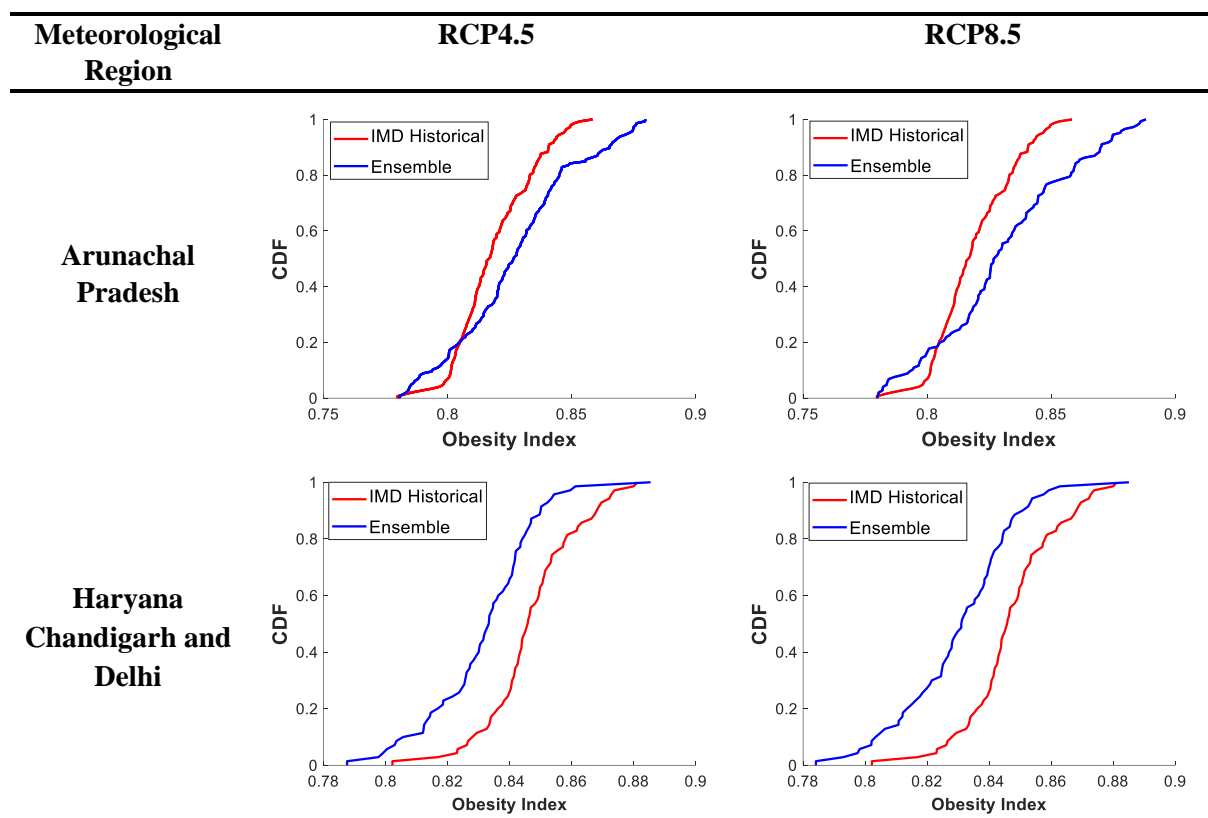 Meteorological
Region
RCP4.5
RCP8.5
Arunachal
Pradesh
IMD Historical
Ensemble
1
0.8
0.6
0.4
0.2
0
CDF
0.75
0.8
0.85
0.9
Obesity Index
IMD Historical
Ensemble
1
0.8
0.6
0.4
0.2
0
CDF
0.75
0.8
0.85
0.9
Obesity Index
Haryana
Chandigarh and
Delhi
IMD Historical
Ensemble
1
0.8
0.6
0.4
0.2
0
CDF
0.78
0.8
0.82
0.84
0.86
0.88
0.9
Obesity Index
IMD Historical
Ensemble
1
0.8
0.6
0.4
0.2
0
CDF
0.78
0.8
0.82
0.84
0.86
0.88
0.9
Obesity Index